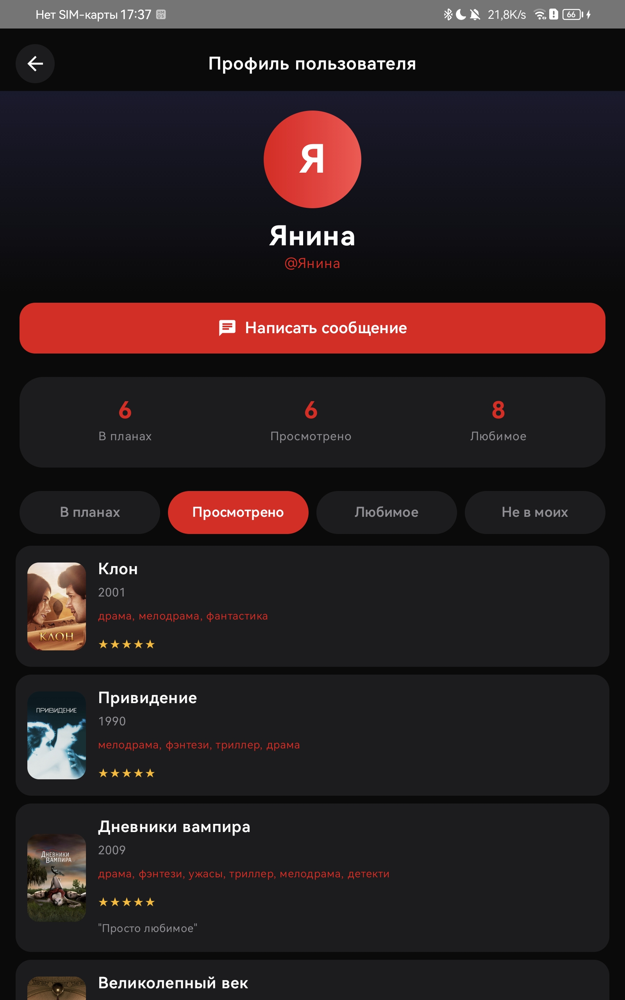 Нет SIM-карты 17:37 HM OS 21,8K/s 66
Профиль пользователя
Я
Янина
@Янина
Написать сообщение
6 6 8
В планах Просмотрено Любимое
В планах Просмотрено Любимое Не в моих
Клон
2001
драма, мелодрама, фантастика
★★★★★
КЛОН
Привидение
ПРИВИДЕНИЕ
1990
мелодрама, фэнтези, триллер, драма
★★★★★
Дневники вампира
2009
ДНЕВНИКИ
ВАМПИРА
драма, фэнтези, ужасы, триллер, мелодрама, детекти
★★★★★
"Просто любимое"
Великолепный век